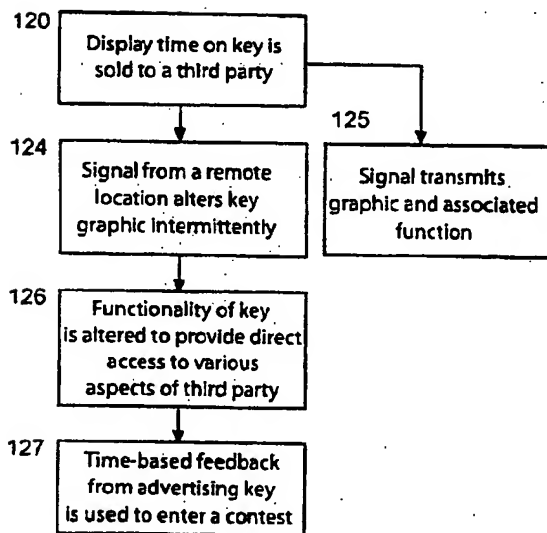 120
Display time on key is
sold to a third party
124
125
Signal from a remote
location alters key
graphic intermittently
Signal transmits
graphic and associated
function
126
Functionality of key
is altered to provide direct
access to various
aspects of third party
127
Time-based feedback
from advertising key
is used to enter a contest